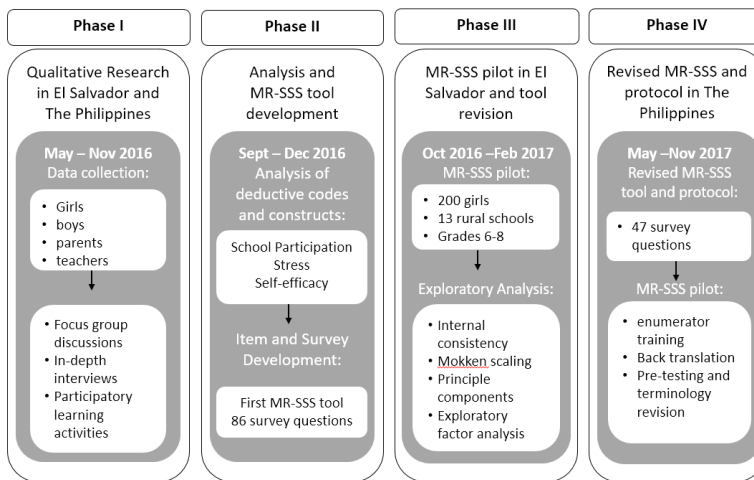 Phase I
Qualitative Research
in El Salvador and
The Philippines
May – Nov 2016
Data collection:
• Girls
• boys
• parents
• teachers
• Focus group
discussions
• In-depth
interviews
• Participatory
learning
activities
Phase II
Analysis and
MR-SSS tool
development
Sept – Dec 2016
Analysis of
deductive codes
and constructs:
School Participation
Stress
Self-efficacy
Item and Survey
Development:
First MR-SSS tool
86 survey questions
Phase III
MR-SSS pilot in El
Salvador and tool
revision
Oct 2016 –Feb 2017
MR-SSS pilot:
• 200 girls
• 13 rural schools
• Grades 6-8
Exploratory Analysis:
• Internal
consistency
• Mokken scaling
• Principle
components
• Exploratory
factor analysis
Phase IV
Revised MR-SSS and
protocol in The
Philippines
May –Nov 2017
Revised MR-SSS
tool and protocol:
• 47 survey
questions
MR-SSS pilot:
• enumerator
training
• Back translation
• Pre-testing and
terminology
revision